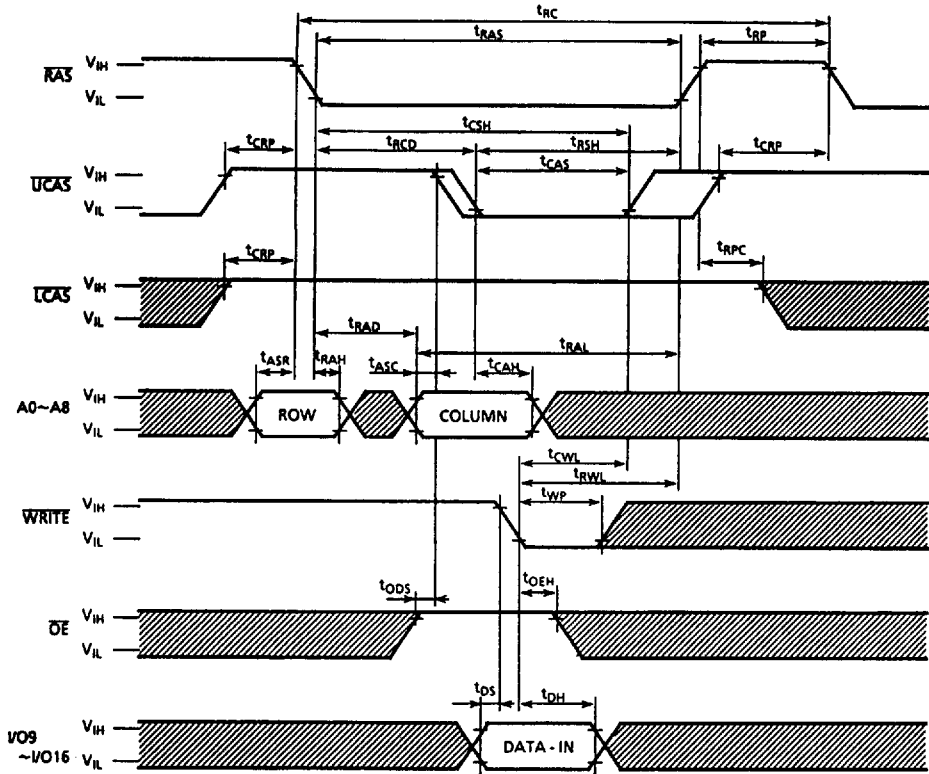 tRC
tRAS
tRP
RAS
VIH
VIL
tCSH
tCRP
tRCD
tRSH
tCRP
tCAS
UCAS
VIH
VIL
tCRP
tRPC
LCAS
VIH
VIL
tRAD
tRAL
tASR
tRAH
tASC
tCAH
A0~A8
VIH
VIL
ROW
COLUMN
tCWL
tRWL
tWP
WRITE
VIH
VIL
tODS
tOEH
OE
VIH
VIL
tDS
tDH
I/O9
~I/O16
VIH
VIL
DATA - IN